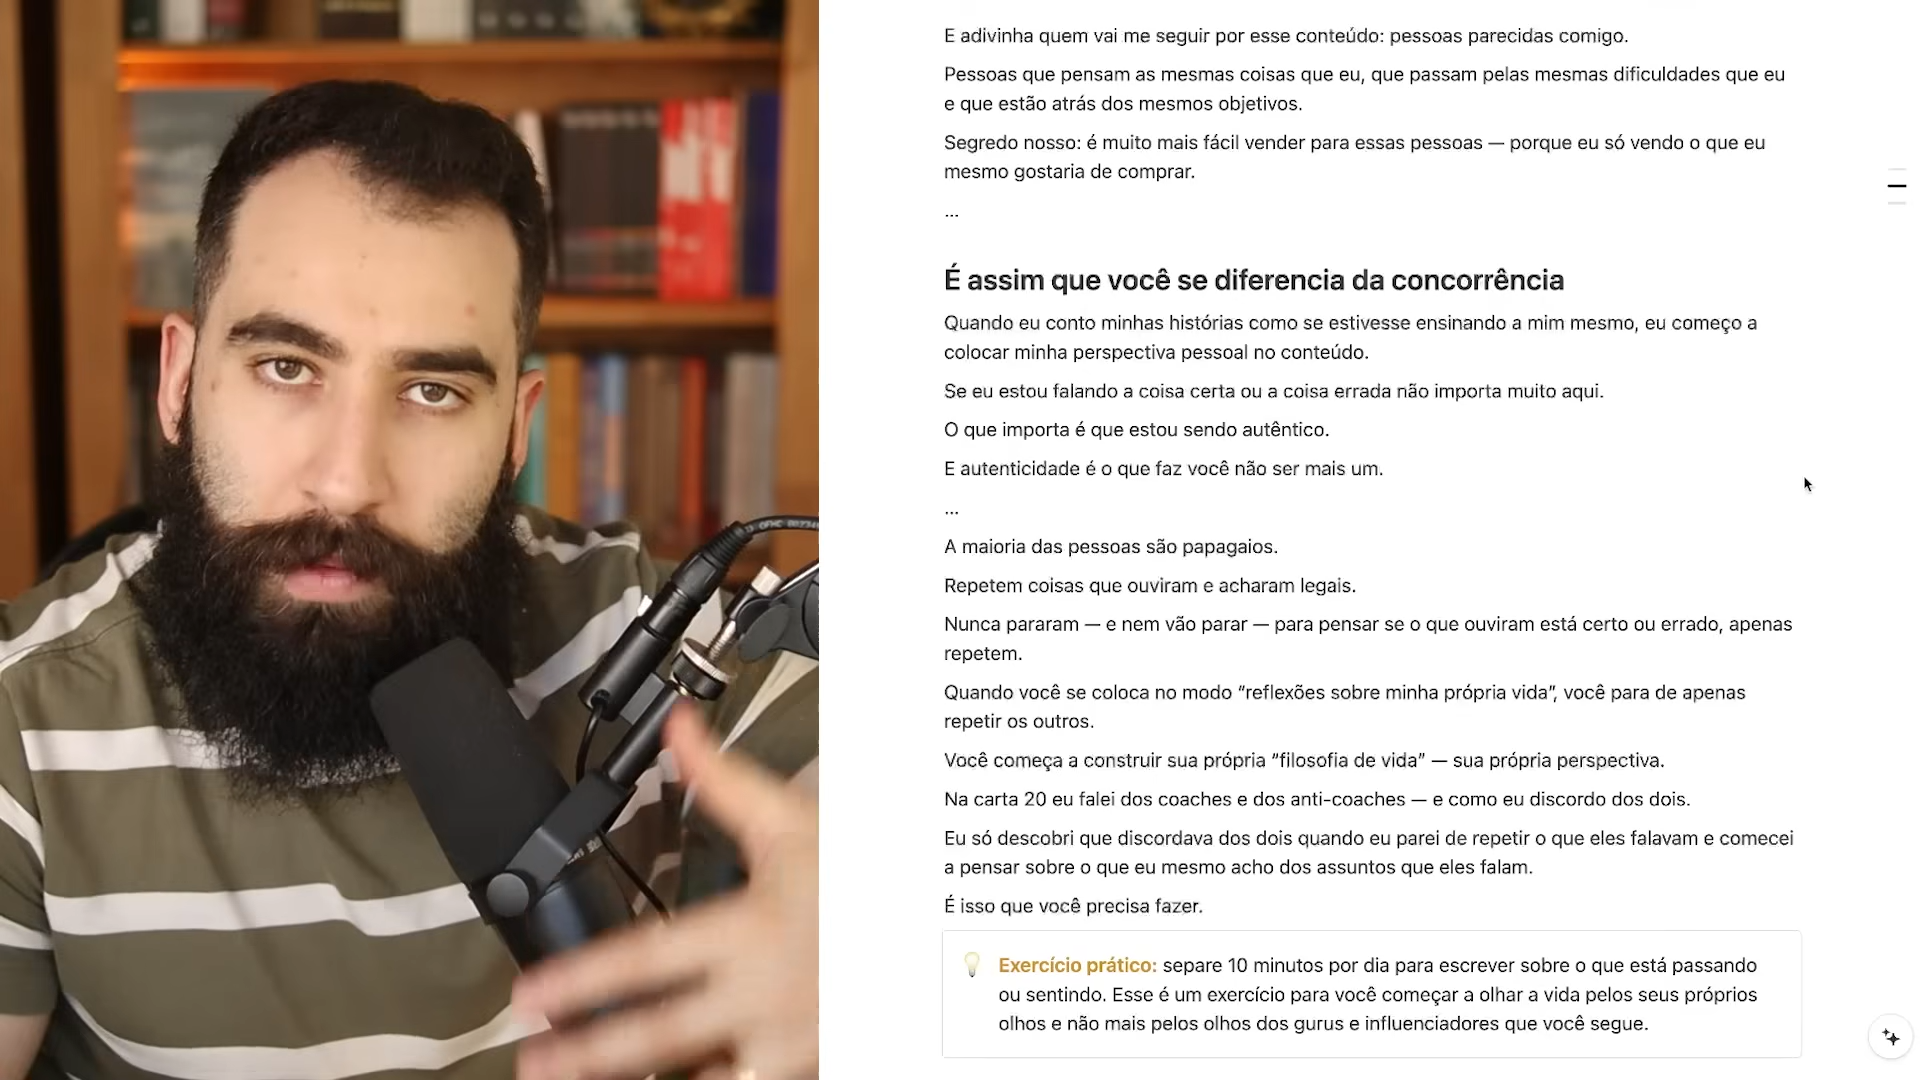 E adivinha quem vai me seguir por esse conteúdo: pessoas parecidas comigo.
Pessoas que pensam as mesmas coisas que eu, que passam pelas mesmas dificuldades que eu
e que estão atrás dos mesmos objetivos.
Segredo nosso: é muito mais fácil vender para essas pessoas — porque eu só vendo o que eu
mesmo gostaria de comprar.
...
É assim que você se diferencia da concorrência
Quando eu conto minhas histórias como se estivesse ensinando a mim mesmo, eu começo a
colocar minha perspectiva pessoal no conteúdo.
Se eu estou falando a coisa certa ou a coisa errada não importa muito aqui.
O que importa é que estou sendo autêntico.
E autenticidade é o que faz você não ser mais um.
...
A maioria das pessoas são papagaios.
Repetem coisas que ouviram e acharam legais.
Nunca pararam — e nem vão parar — para pensar se o que ouviram está certo ou errado, apenas
repetem.
Quando você se coloca no modo “reflexões sobre minha própria vida”, você para de apenas
repetir os outros.
Você começa a construir sua própria “filosofia de vida” — sua própria perspectiva.
Na carta 20 eu falei dos coaches e dos anti-coaches — e como eu discordo dos dois.
Eu só descobri que discordava dos dois quando eu parei de repetir o que eles falavam e comecei
a pensar sobre o que eu mesmo acho dos assuntos que eles falam.
É isso que você precisa fazer.
Exercício prático: separe 10 minutos por dia para escrever sobre o que está passando
ou sentindo. Esse é um exercício para você começar a olhar a vida pelos seus próprios
olhos e não mais pelos olhos dos gurus e influenciadores que você segue.